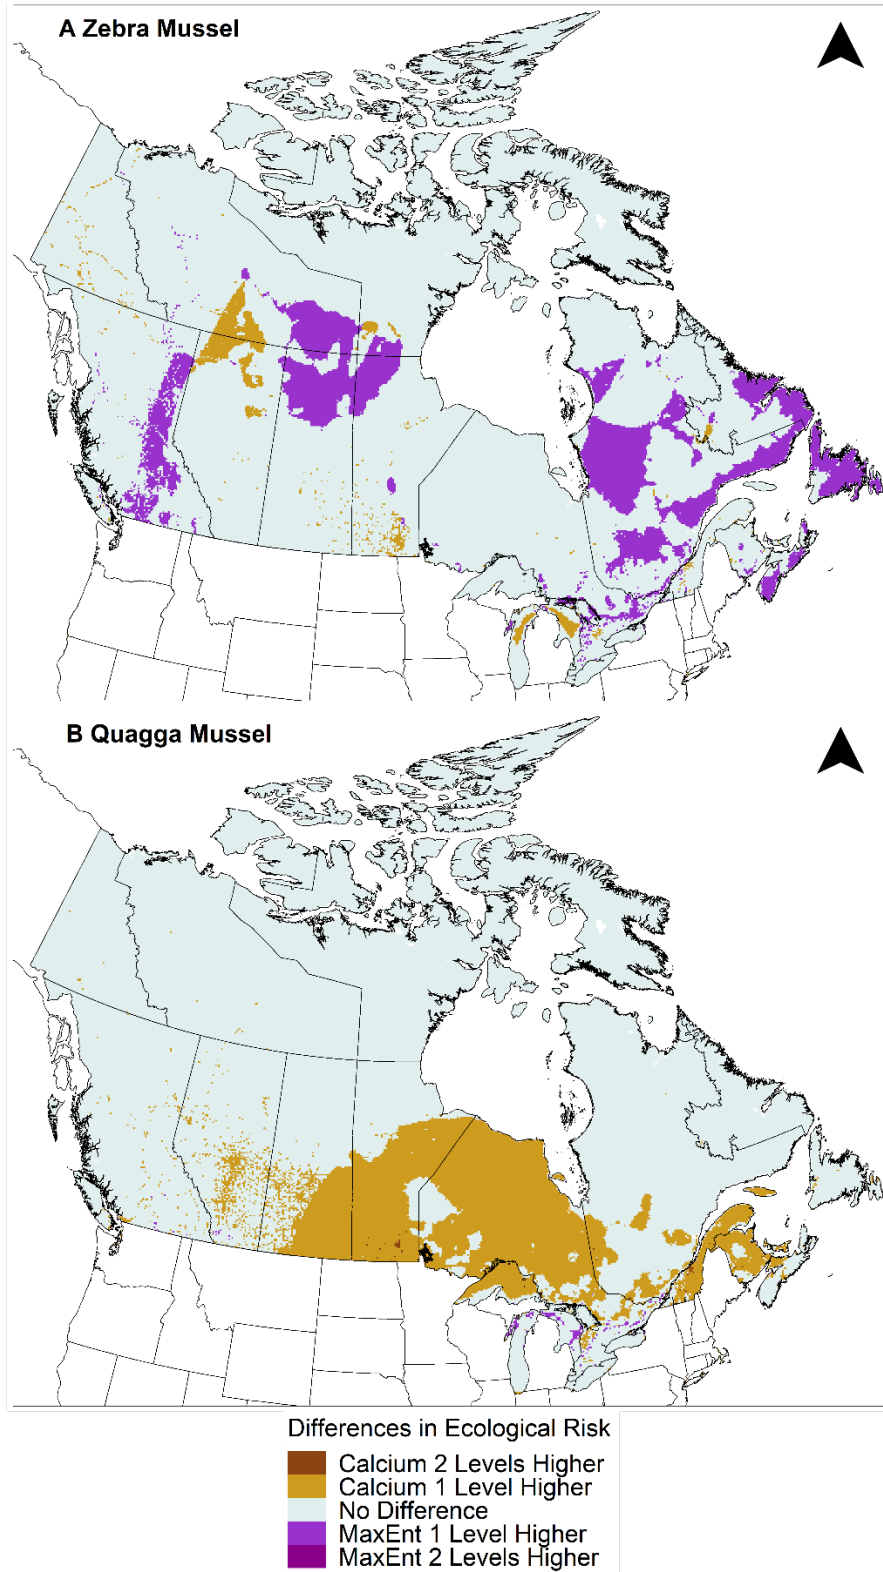 A Zebra Mussel
B Quagga Mussel
Differences in Ecological Risk
Calcium 2 Levels Higher
Calcium 1 Level Higher
No Difference
MaxEnt 1 Level Higher
MaxEnt 2 Levels Higher